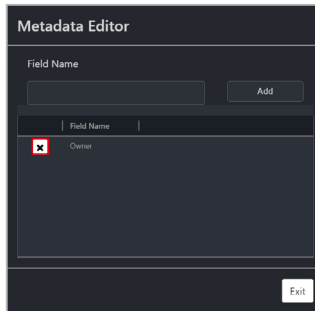 Metadata Editor
Field Name
Add
Field Name
Owner
Exit